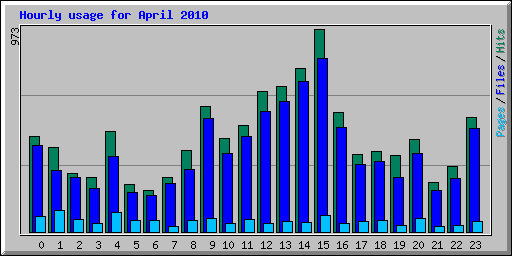 Hourly usage for April 2010
973
Pages / Files / Hits
0 1 2 3 4 5 6 7 8 9 10 11 12 13 14 15 16 17 18 19 20 21 22 23